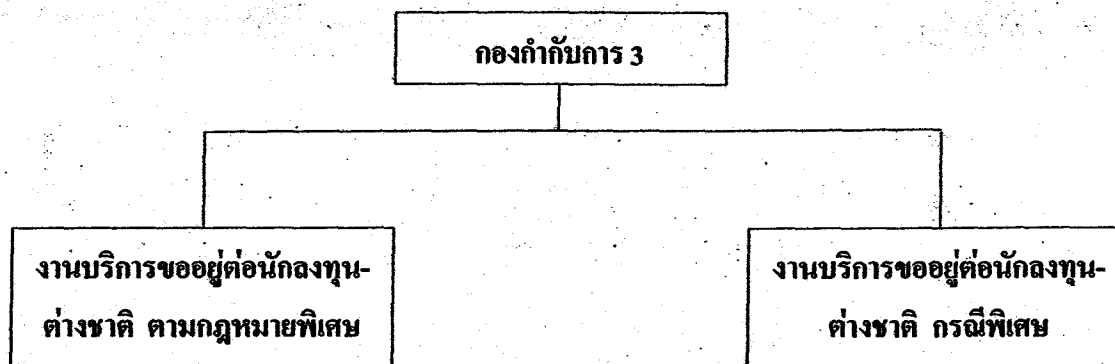 กองกำกับการ 3
งานบริการขออยู่ต่อนักลงทุน-
ต่างชาติ ตามกฎหมายพิเศษ
งานบริการขออยู่ต่อนักลงทุน-
ต่างชาติ กรณีพิเศษ